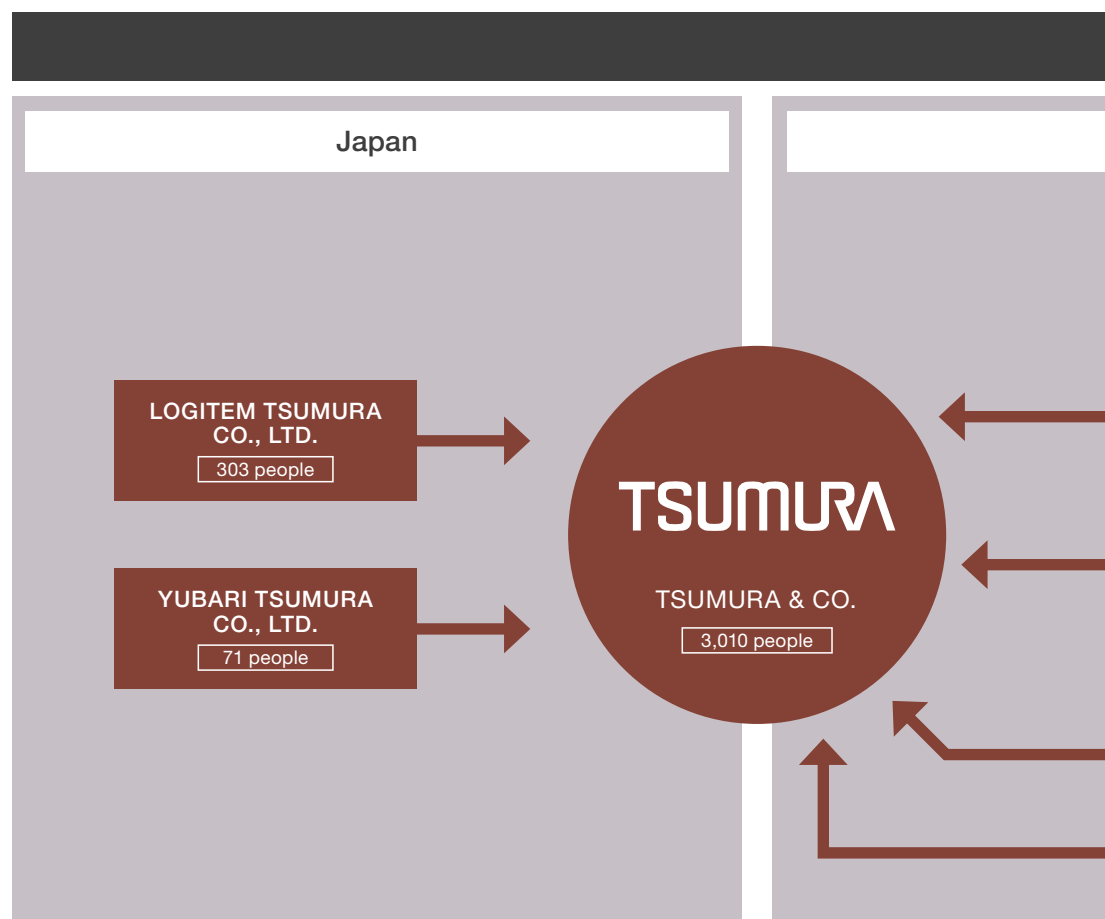 Japan
LOGITEM TSUMURA
CO., LTD.
303 people
YUBARI TSUMURA
CO., LTD.
71 people
TSUMURA
TSUMURA & CO.
3,010 people